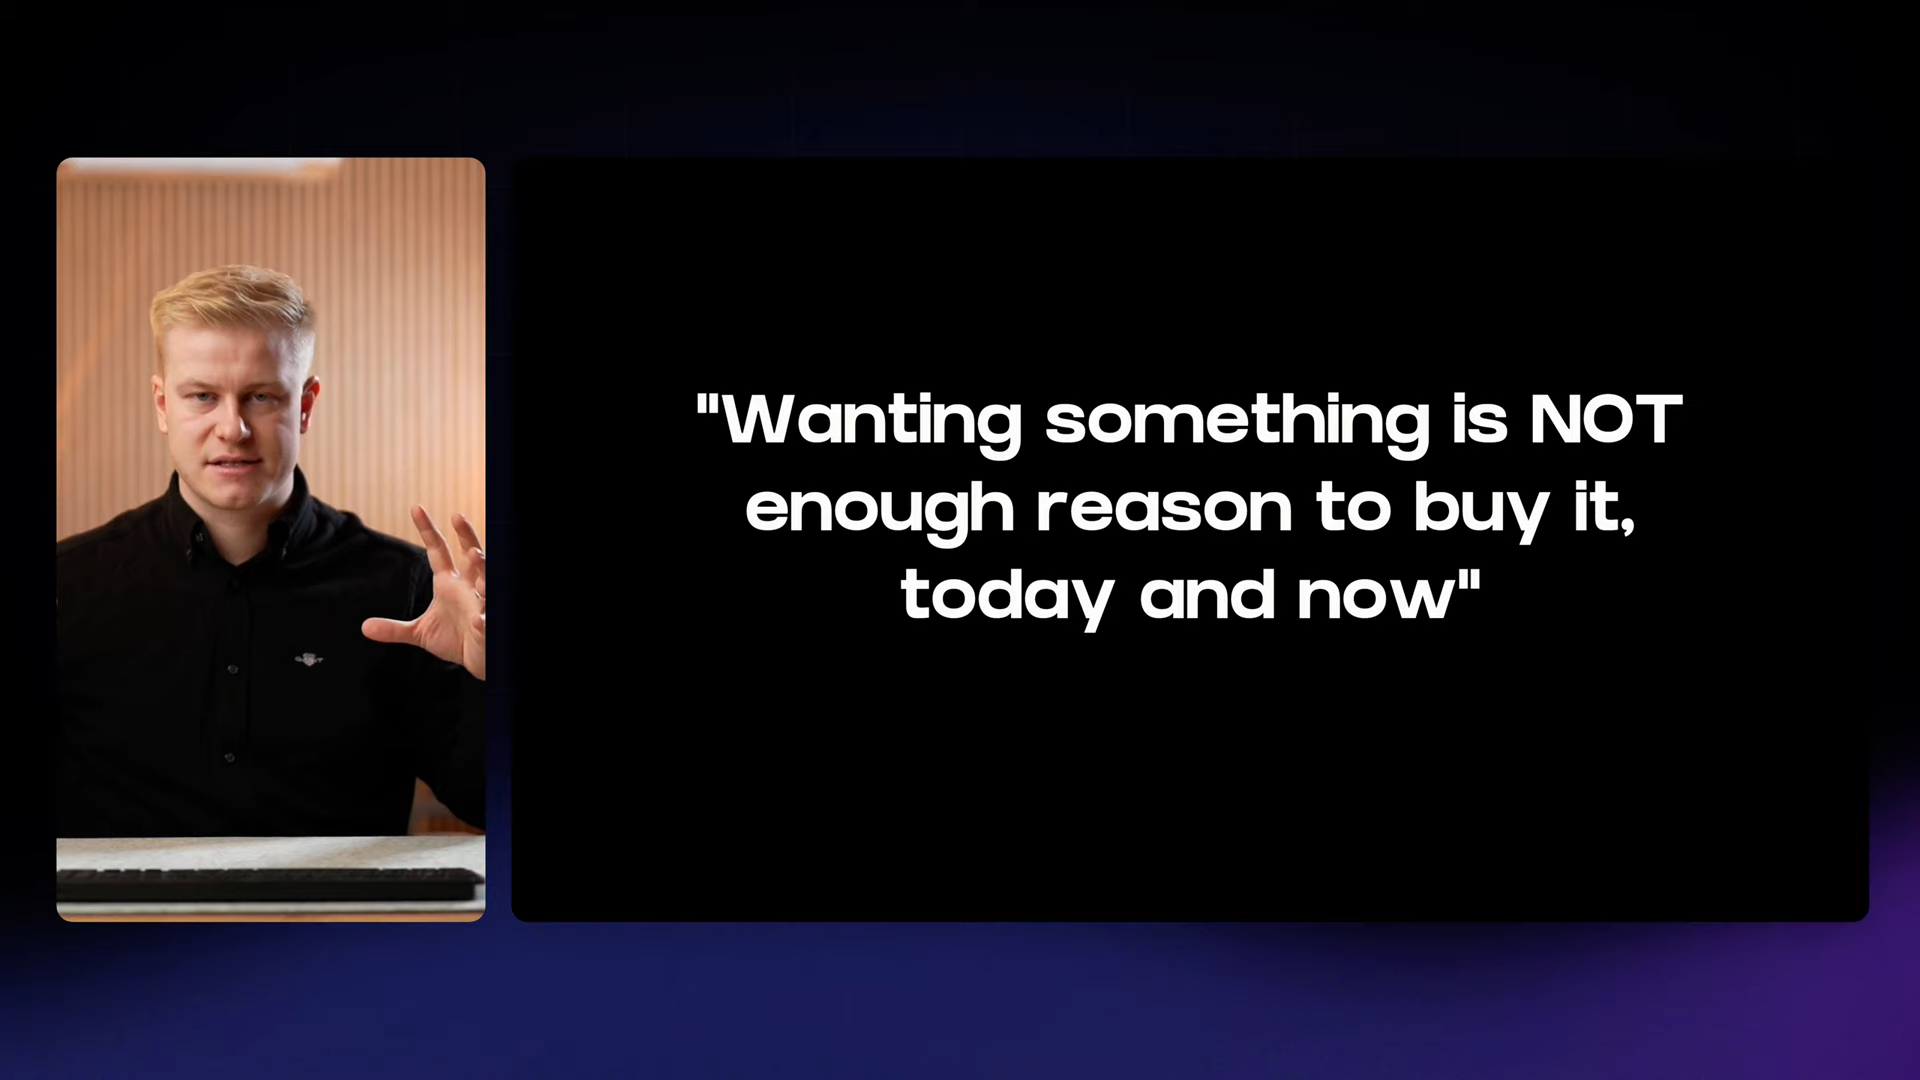 "Wanting something is NOT
enough reason to buy it,
today and now"